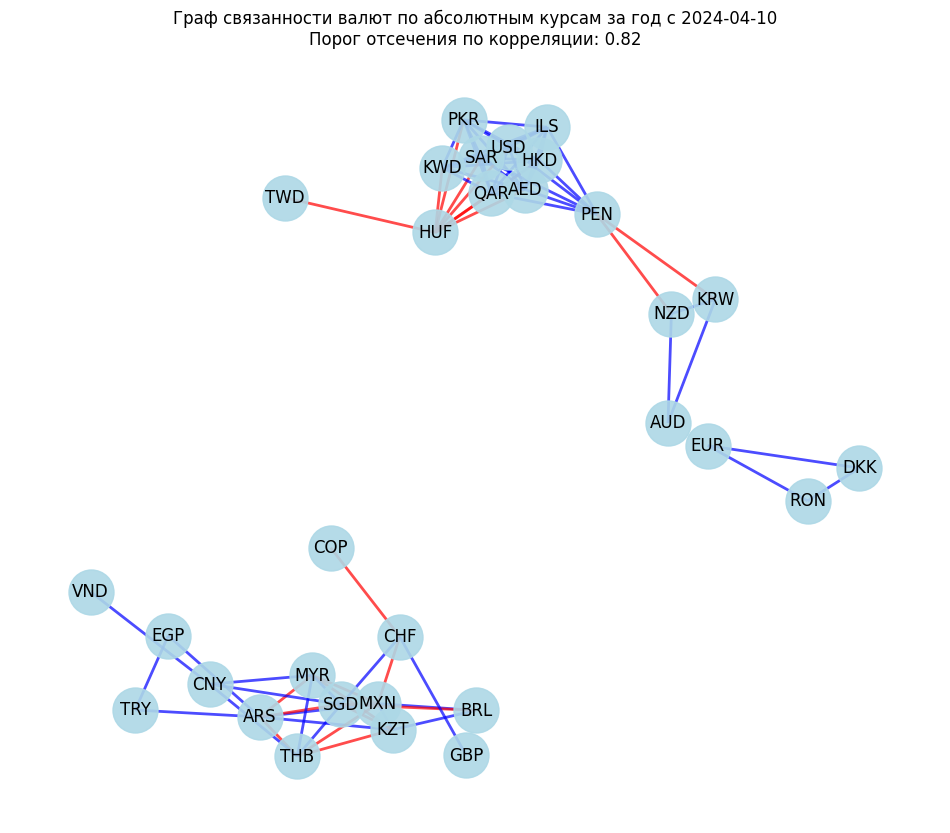 Граф связанности валют по абсолютным курсам за год с 2024-04-10
Порог отсечения по корреляции: 0.82
PKR
ILS
USD
SAR
HKD
KWD
QAR
AED
TWD
PEN
HUF
KRW
NZD
AUD
EUR
DKK
RON
COP
VND
EGP
CHF
MYR
CNY
SGD
MXN
TRY
ARS
BRL
KZT
THB
GBP